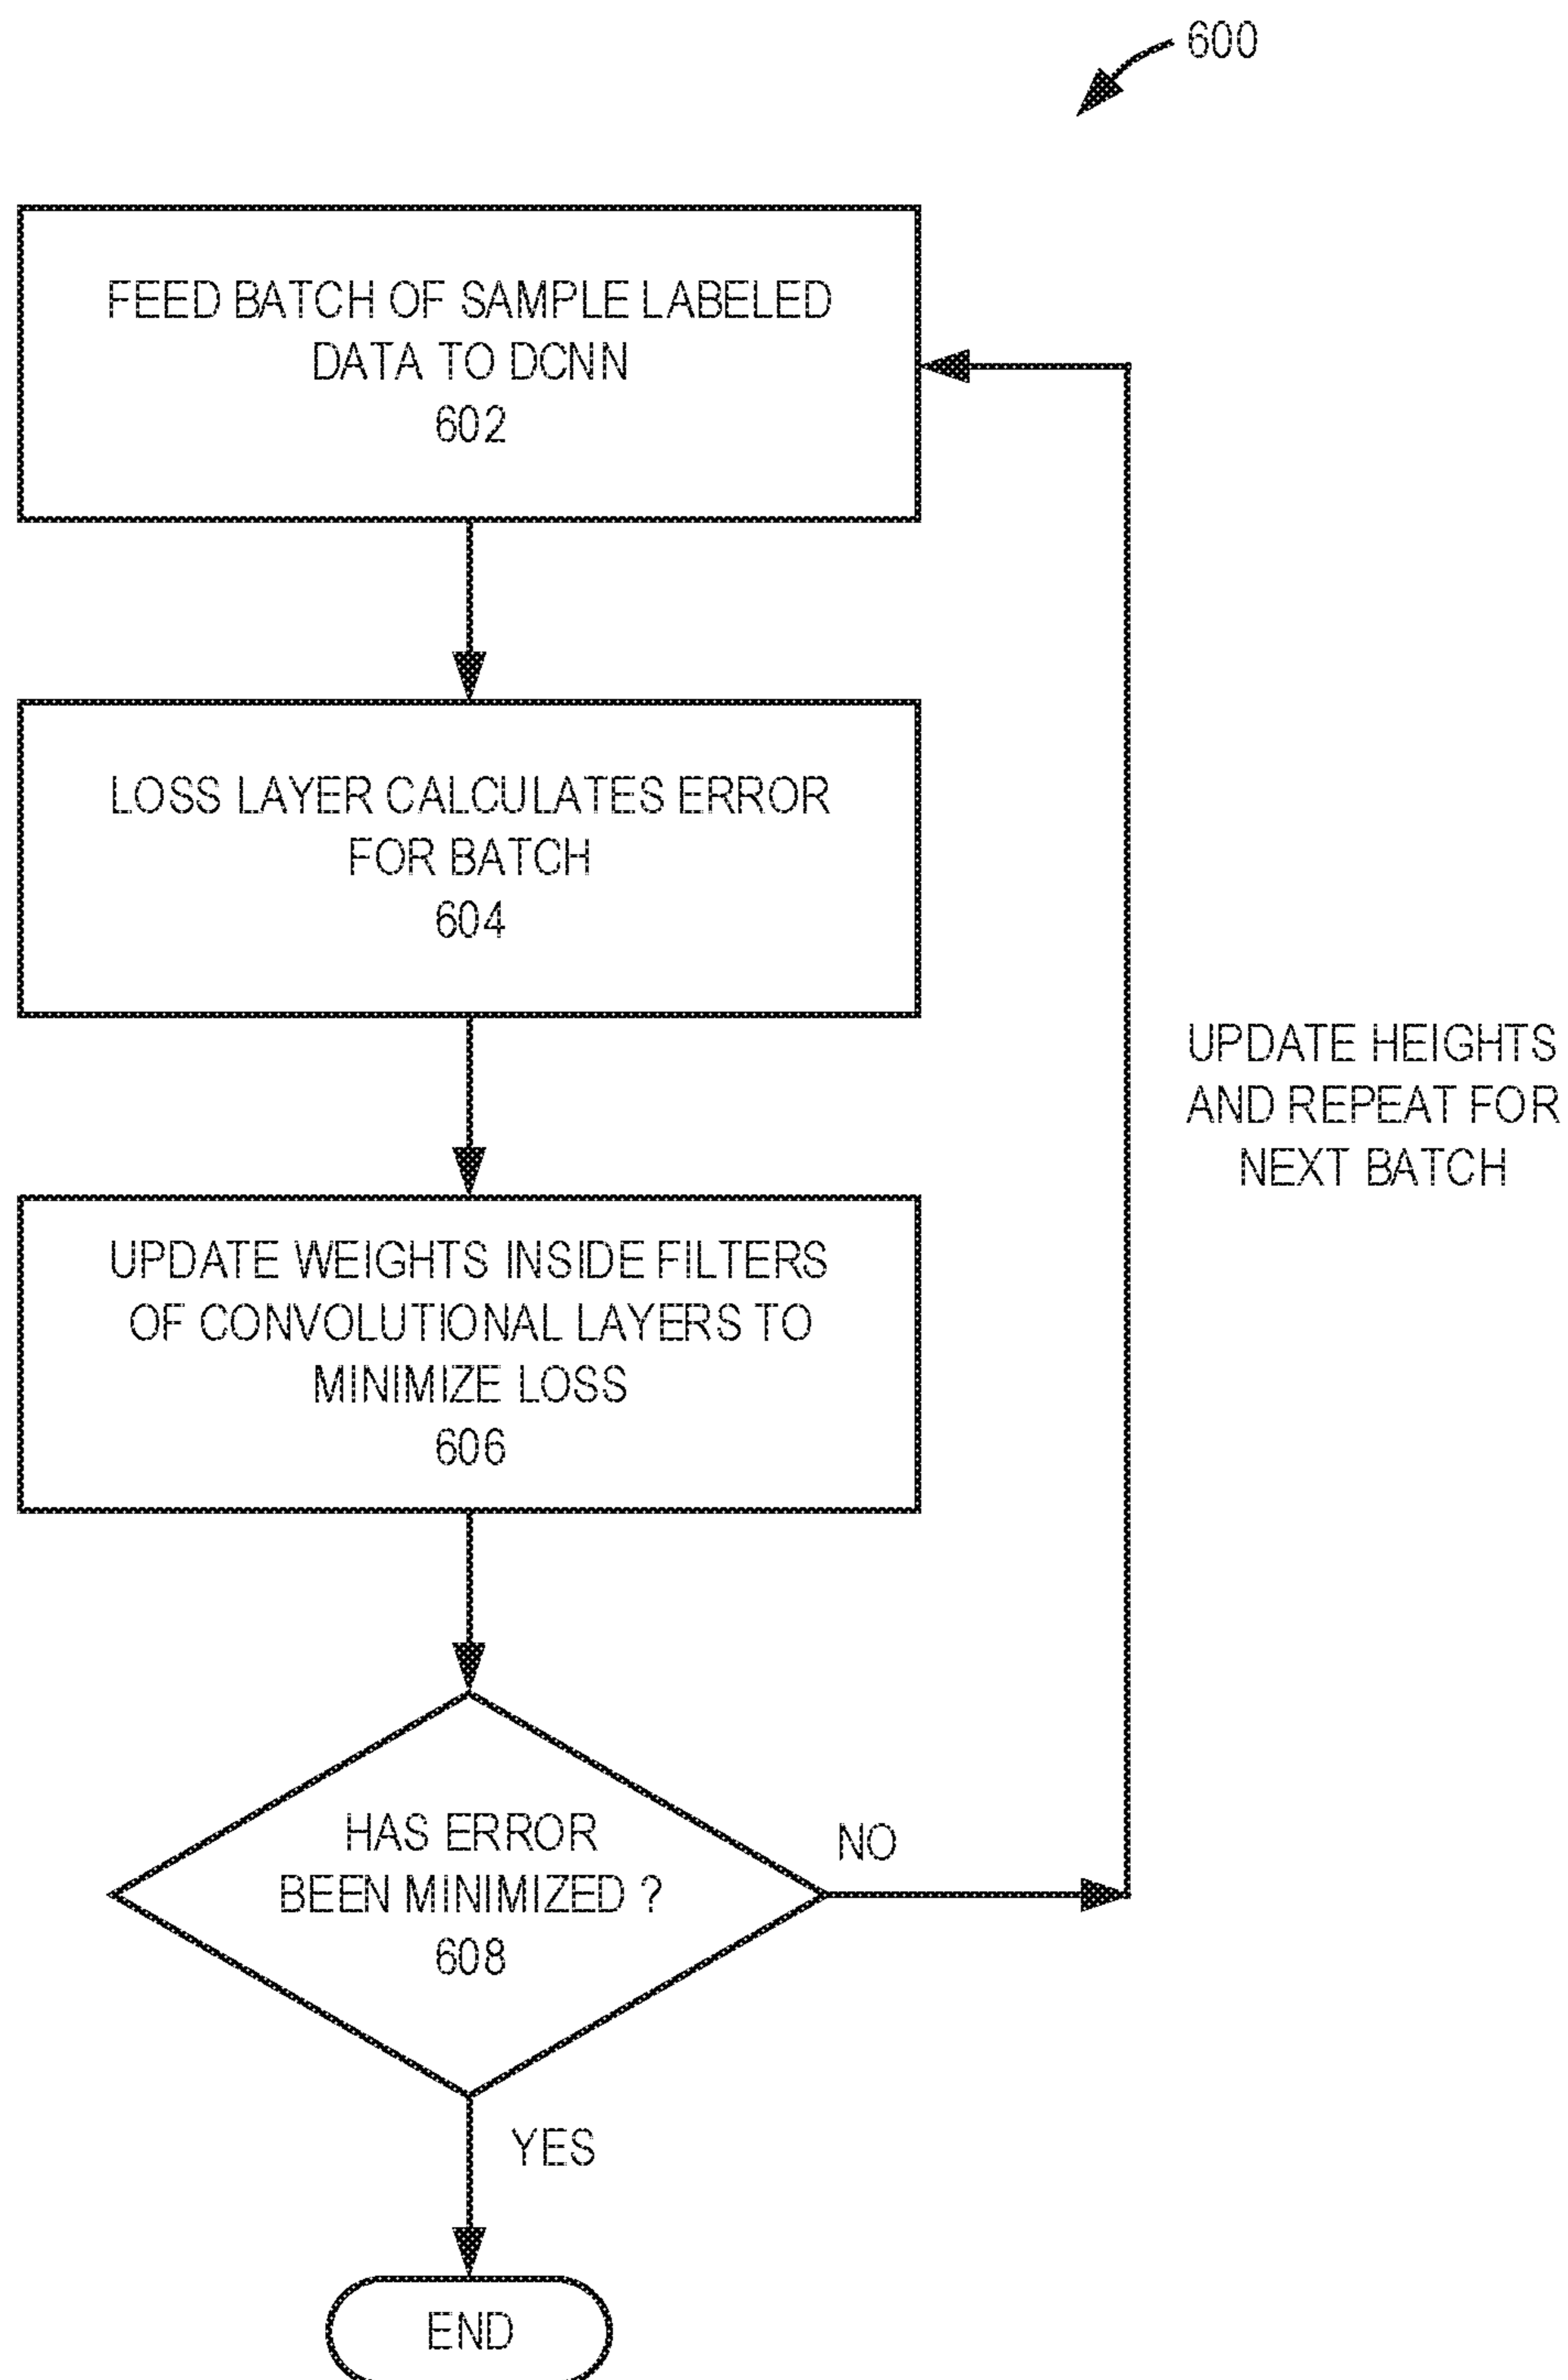 600
FEED BATCH OF SAMPLE LABELED
DATA TO DCNN
602
LOSS LAYER CALCULATES ERROR
FOR BATCH
604
UPDATE HEIGHTS
AND REPEAT FOR
NEXT BATCH
UPDATE WEIGHTS INSIDE FILTERS
OF CONVOLUTIONAL LAYERS TO
MINIMIZE LOSS
606
HAS ERROR
BEEN MINIMIZED ?
608
NO
YES
END